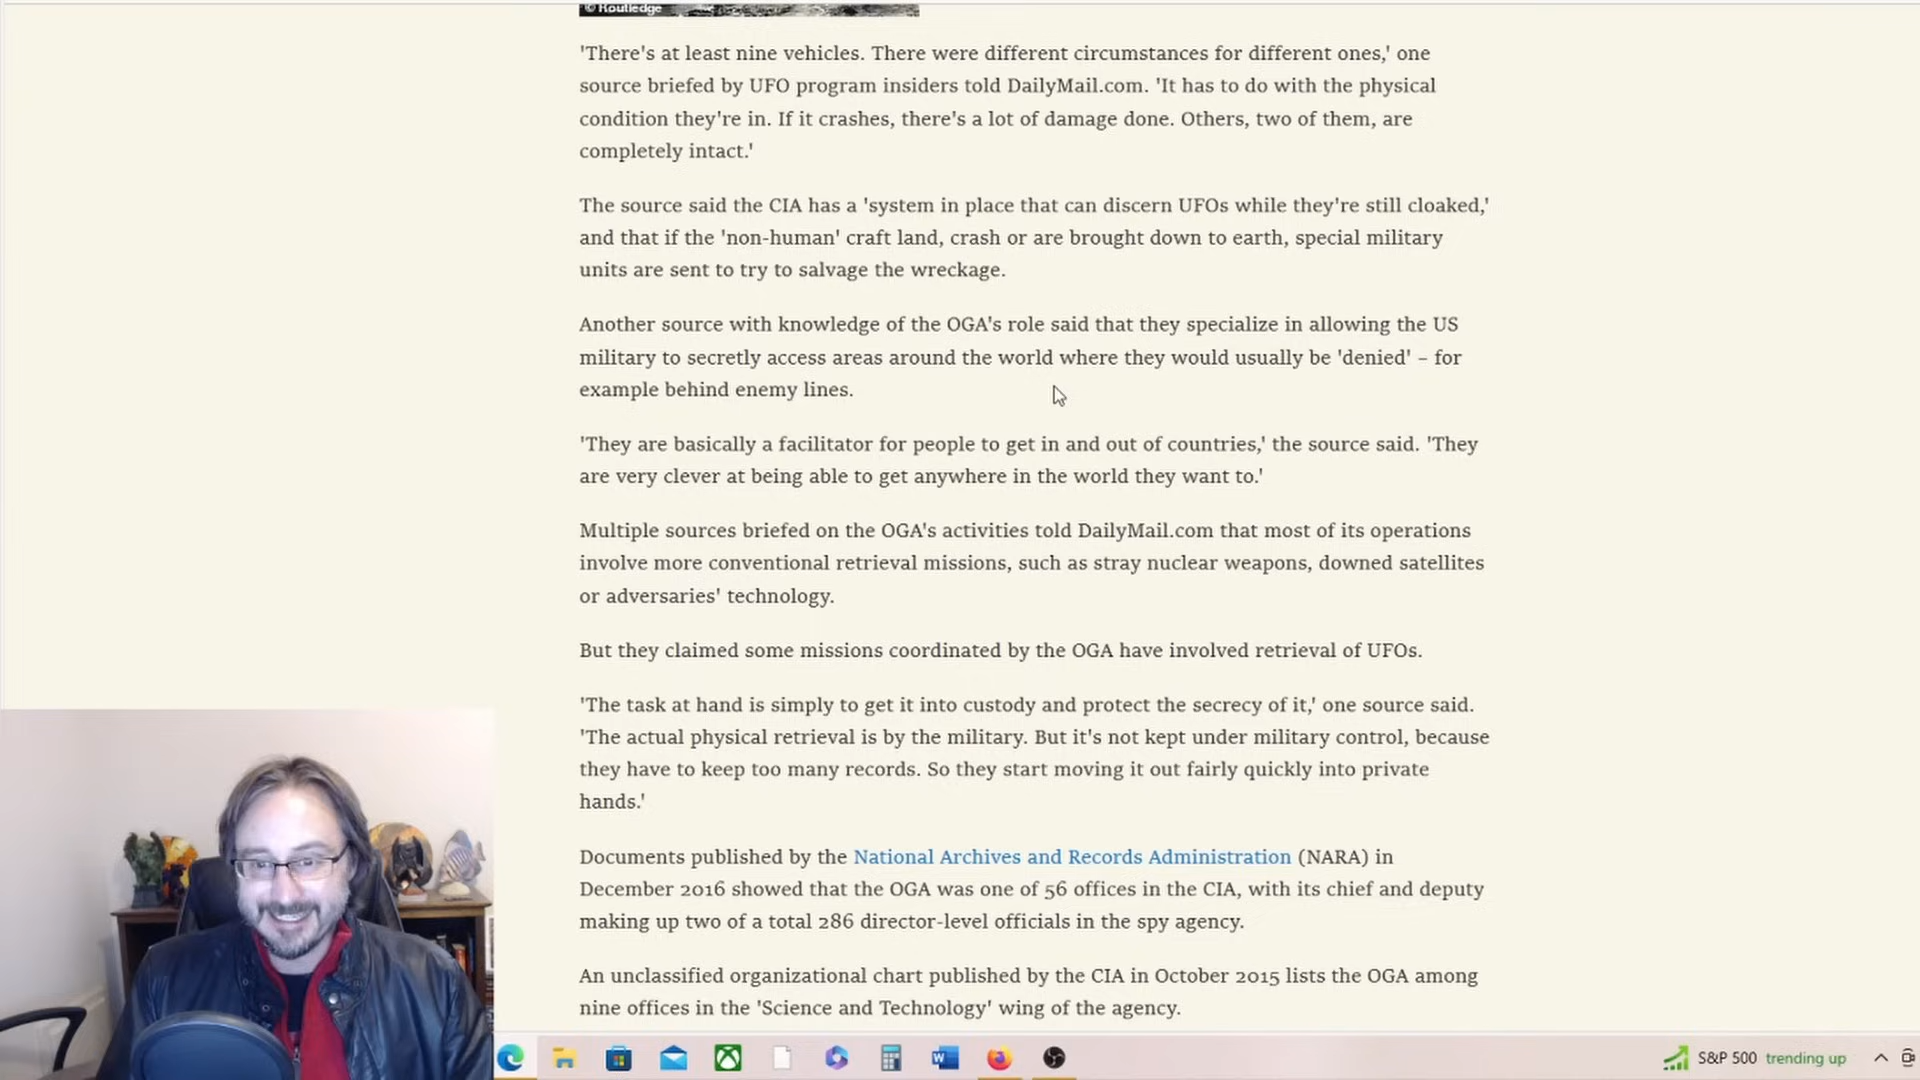 © Routledge
'There's at least nine vehicles. There were different circumstances for different ones,' one
source briefed by UFO program insiders told DailyMail.com. 'It has to do with the physical
condition they're in. If it crashes, there's a lot of damage done. Others, two of them, are
completely intact.'
The source said the CIA has a 'system in place that can discern UFOs while they're still cloaked,'
and that if the 'non-human' craft land, crash or are brought down to earth, special military
units are sent to try to salvage the wreckage.
Another source with knowledge of the OGA's role said that they specialize in allowing the US
military to secretly access areas around the world where they would usually be 'denied' – for
example behind enemy lines.
'They are basically a facilitator for people to get in and out of countries,' the source said. 'They
are very clever at being able to get anywhere in the world they want to.'
Multiple sources briefed on the OGA's activities told DailyMail.com that most of its operations
involve more conventional retrieval missions, such as stray nuclear weapons, downed satellites
or adversaries' technology.
But they claimed some missions coordinated by the OGA have involved retrieval of UFOs.
'The task at hand is simply to get it into custody and protect the secrecy of it,' one source said.
'The actual physical retrieval is by the military. But it's not kept under military control, because
they have to keep too many records. So they start moving it out fairly quickly into private
hands.'
Documents published by the National Archives and Records Administration (NARA) in
December 2016 showed that the OGA was one of 56 offices in the CIA, with its chief and deputy
making up two of a total 286 director-level officials in the spy agency.
An unclassified organizational chart published by the CIA in October 2015 lists the OGA among
nine offices in the 'Science and Technology' wing of the agency.
S&P 500 trending up